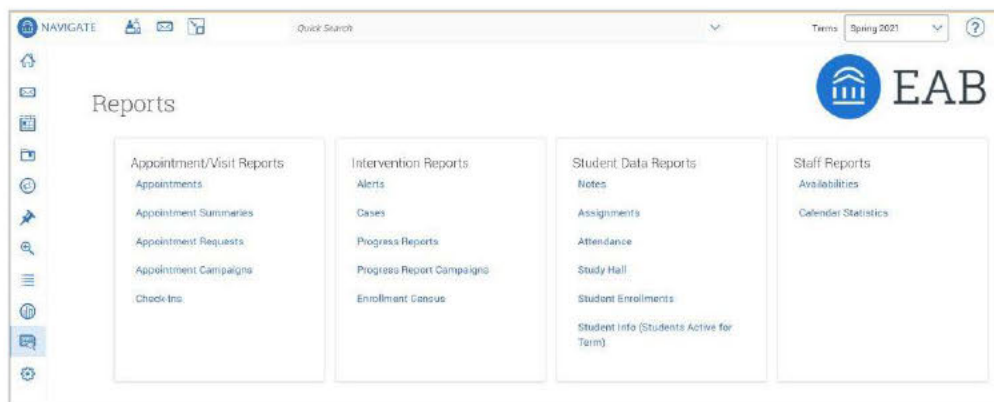 NAVIGATE
Quick Search
Terms
Spring 2021
?
EAB
Reports
Appointment/Visit Reports
Appointments
Appointment Summaries
Appointment Requests
Appointment Campaigns
Check-Ins
Intervention Reports
Alerts
Cases
Progress Reports
Progress Report Campaigns
Enrollment Census
Student Data Reports
Notes
Assignments
Attendance
Study Hall
Student Enrollments
Student Info (Students Active for
Term)
Staff Reports
Availabilities
Calendar Statistics